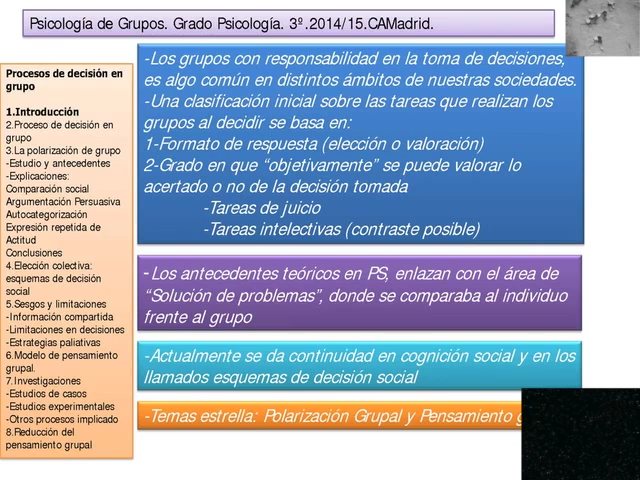 Psicología de Grupos. Grado Psicología. 3º.2014/15.CAMadrid.
Procesos de decisión en
grupo
1.Introducción
2.Proceso de decisión en
grupo
3.La polarización de grupo
-Estudio y antecedentes
-Explicaciones:
Comparación social
Argumentación Persuasiva
Autocategorización
Expresión repetida de
Actitud
Conclusiones
4.Elección colectiva:
esquemas de decisión
social
5.Sesgos y limitaciones
-Información compartida
-Limitaciones en decisiones
-Estrategias paliativas
6.Modelo de pensamiento
grupal.
7.Investigaciones
-Estudios de casos
-Estudios experimentales
-Otros procesos implicado
8.Reducción del
pensamiento grupal
-Los grupos con responsabilidad en la toma de decisiones,
es algo común en distintos ámbitos de nuestras sociedades.
-Una clasificación inicial sobre las tareas que realizan los
grupos al decidir se basa en:
1-Formato de respuesta (elección o valoración)
2-Grado en que “objetivamente” se puede valorar lo
acertado o no de la decisión tomada
-Tareas de juicio
-Tareas intelectivas (contraste posible)
-Los antecedentes teóricos en PS, enlazan con el área de
“Solución de problemas”, donde se comparaba al individuo
frente al grupo
-Actualmente se da continuidad en cognición social y en los
llamados esquemas de decisión social
-Temas estrella: Polarización Grupal y Pensamiento